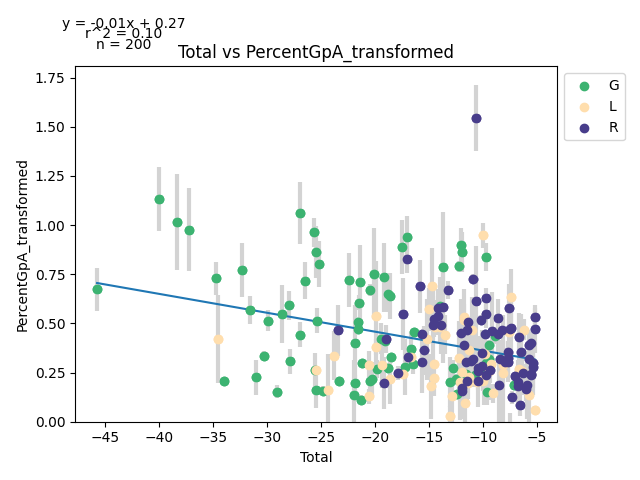 y = -0.01x + 0.27
r^2 = 0.10
n = 200
Total vs PercentGpA_transformed
G
L
R
PercentGpA_transformed
1.75
1.50
1.25
1.00
0.75
0.50
0.25
0.00
−45
−40
−35
−30
−25
−20
−15
−10
−5
Total